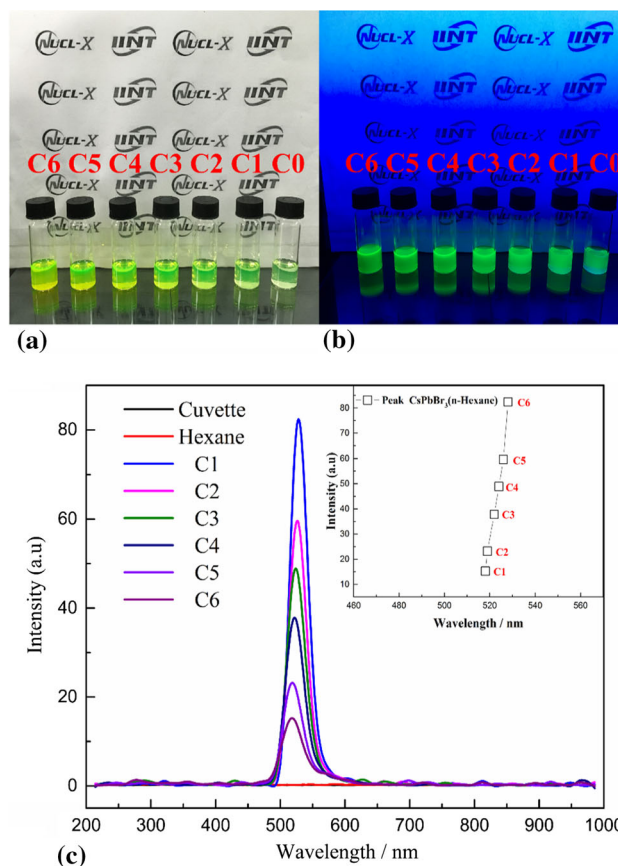 NUCL-X IINT NUCL-X IINT
NUCL-X IINT NUCL-X IINT
NUCL-X IINT NUCL-X IINT
C6 C5 C4 C3 C2 C1 C0
IINT NUCL-X IINT
NUCL-X IINT NUCL-X IINT
(a)
NUCL-X IINT NUCL-X IINT
NUCL-X IINT NUCL-X IINT
NUCL-X IINT NUCL-X IINT
C6 C5 C4 C3 C2 C1 C0
(b)
Cuvette
Hexane
C1
C2
C3
C4
C5
C6
Intensity (a.u)
80
60
40
20
0
200 300 400 500 600 700 800 900 1000
Wavelength / nm
Peak CsPbBr3(n-Hexane)
C6
C5
C4
C3
C2
C1
Intensity (a.u)
80
70
60
50
40
30
20
10
460 480 500 520 540 560
Wavelength / nm
(c)